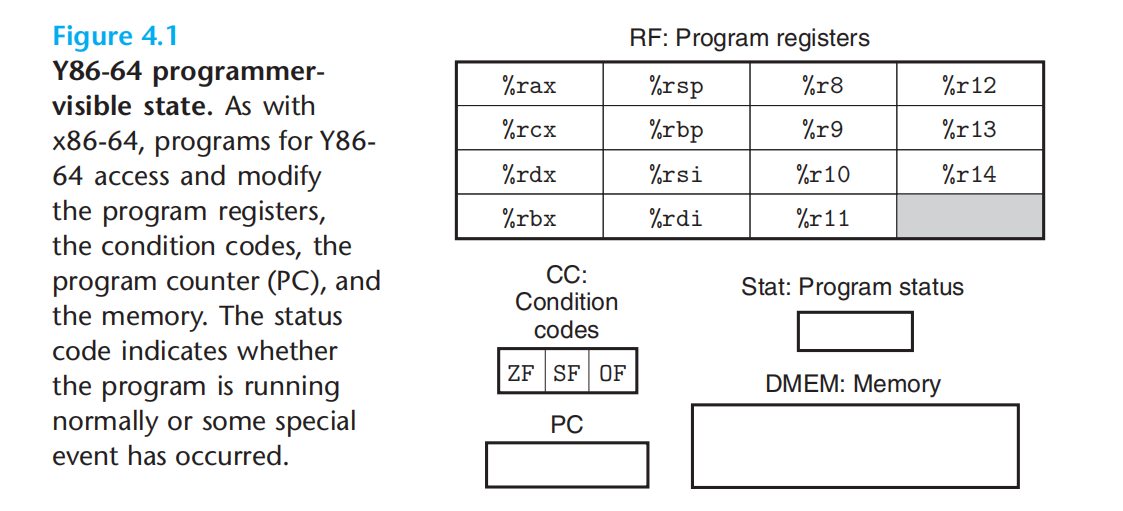 Figure 4.1
Y86-64 programmer-
visible state. As with
x86-64, programs for Y86-
64 access and modify
the program registers,
the condition codes, the
program counter (PC), and
the memory. The status
code indicates whether
the program is running
normally or some special
event has occurred.
RF: Program registers
%rax %rsp %r8 %r12
%rcx %rbp %r9 %r13
%rdx %rsi %r10 %r14
%rbx %rdi %r11
CC:
Condition
codes
ZF SF OF
PC
Stat: Program status
DMEM: Memory